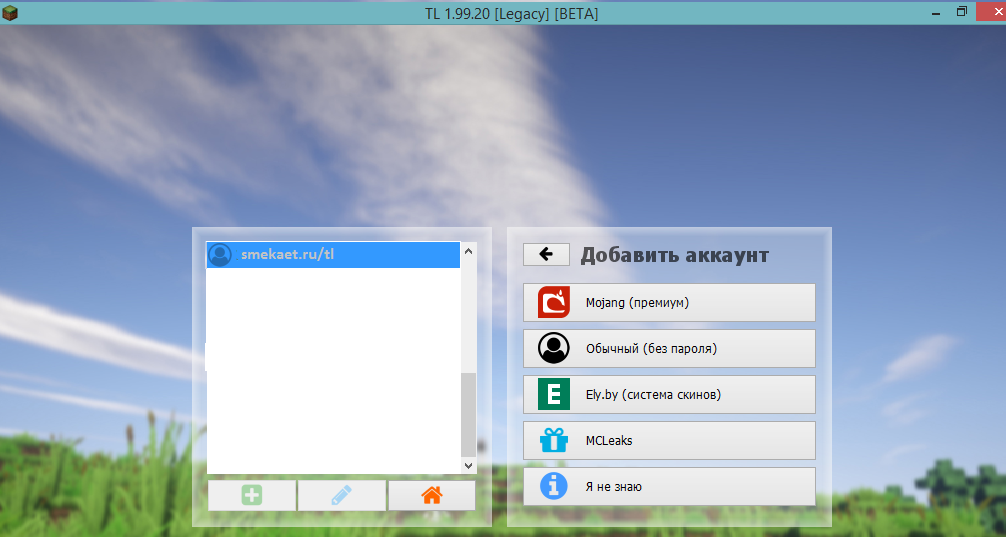 TL 1.99.20 [Legacy] [BETA]
smekaet.ru/tl
Добавить аккаунт
Mojang (премиум)
Обычный (без пароля)
E
Ely.by (система скинов)
MCLeaks
Я не знаю